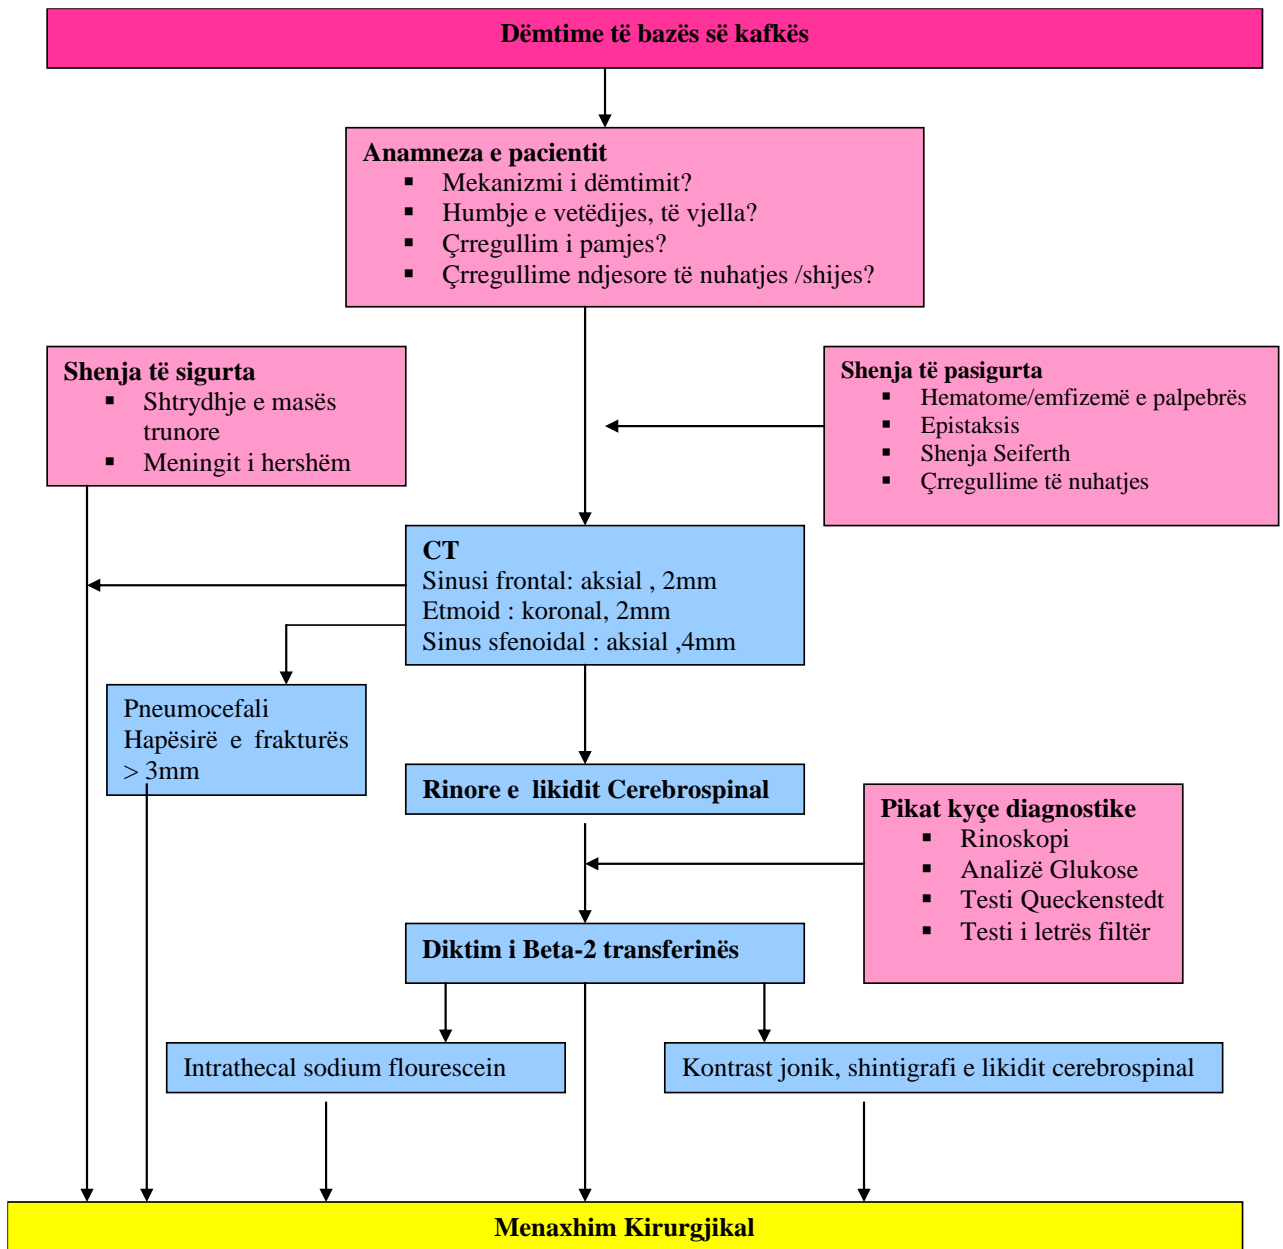 Dëmtime të bazës së kafkës
Anamneza e pacientit
▪ Mekanizmi i dëmtimit?
▪ Humbje e vetëdijes, të vjella?
▪ Çrregullim i pamjes?
▪ Çrregullime ndjesore të nuhatjes /shijes?
Shenja të sigurta
▪ Shtrydhje e masës
trunore
▪ Meningit i hershëm
Shenja të pasigurta
▪ Hematome/emfizemë e palpebrës
▪ Epistaksis
▪ Shenja Seiferth
▪ Çrregullime të nuhatjes
CT
Sinusi frontal: aksial , 2mm
Etmoid : koronal, 2mm
Sinus sfenoidal : aksial ,4mm
Pneumocefali
Hapësirë e frakturës
> 3mm
Rinore e likidit Cerebrospinal
Pikat kyçe diagnostike
▪ Rinoskopi
▪ Analizë Glukose
▪ Testi Queckenstedt
▪ Testi i letrës filtër
Diktim i Beta-2 transferinës
Intrathecal sodium flourescein
Kontrast jonik, shintigrafi e likidit cerebrospinal
Menaxhim Kirurgjikal